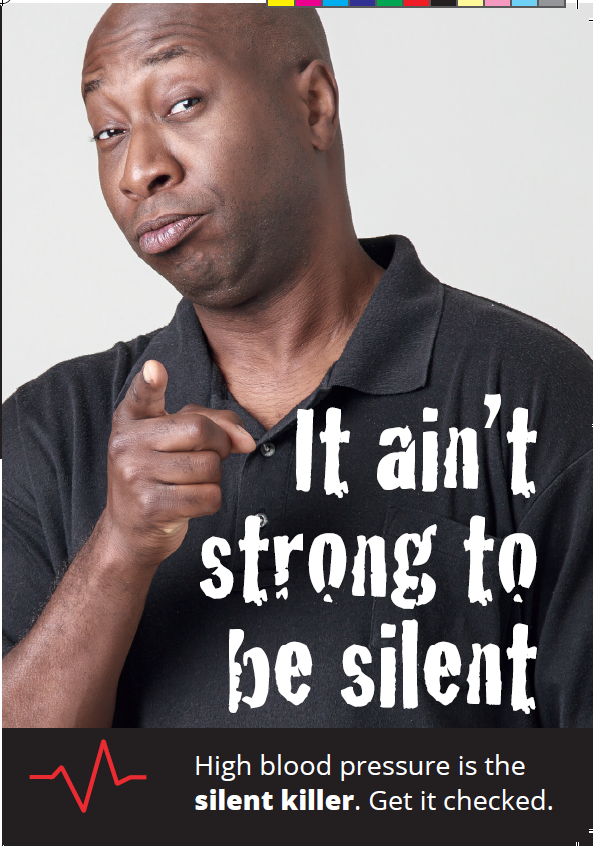 It ain’t
strong to
be silent
High blood pressure is the
silent killer. Get it checked.